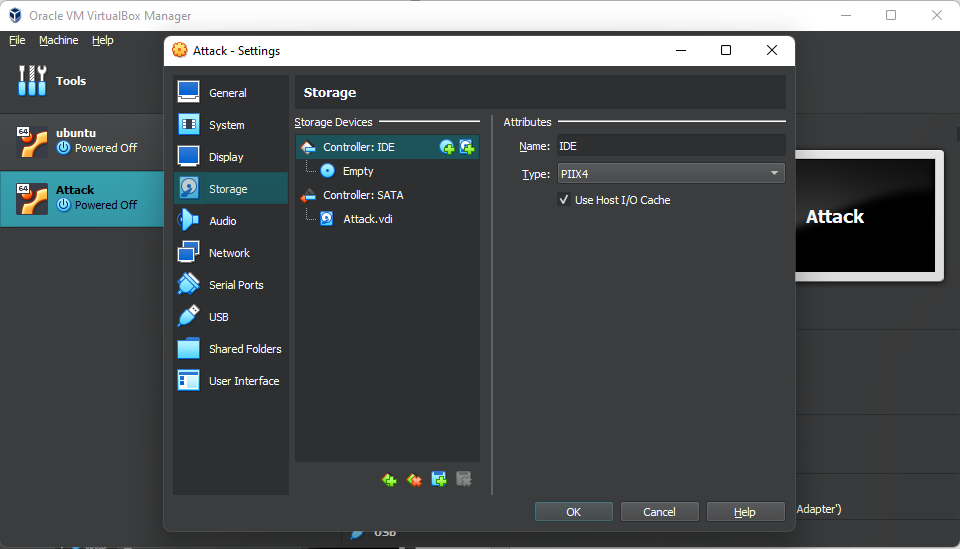 Oracle VM VirtualBox Manager
File Machine Help
Tools
64
ubuntu
Powered Off
64
Attack
Powered Off
Attack - Settings
General
System
Display
Storage
Audio
Network
Serial Ports
USB
Shared Folders
User Interface
Storage
Storage Devices
Controller: IDE
Empty
Controller: SATA
Attack.vdi
Attributes
Name: IDE
Type: PIIX4
Use Host I/O Cache
OK Cancel Help
Attack
Adapter')
USB